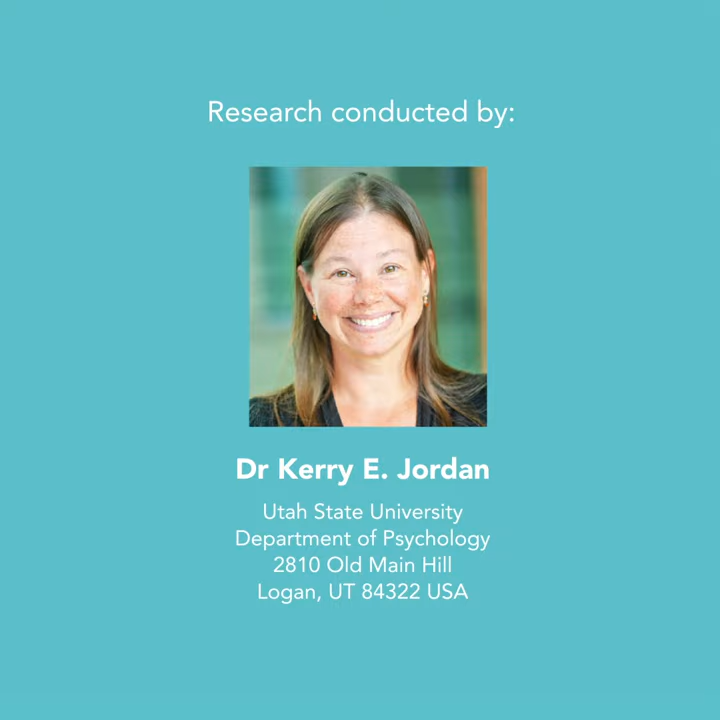 Research conducted by:
Dr Kerry E. Jordan
Utah State University
Department of Psychology
2810 Old Main Hill
Logan, UT 84322 USA